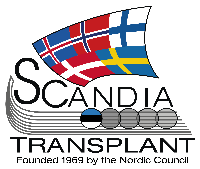 SCANDIA
TRANSPLANT
Founded 1969 by the Nordic Council